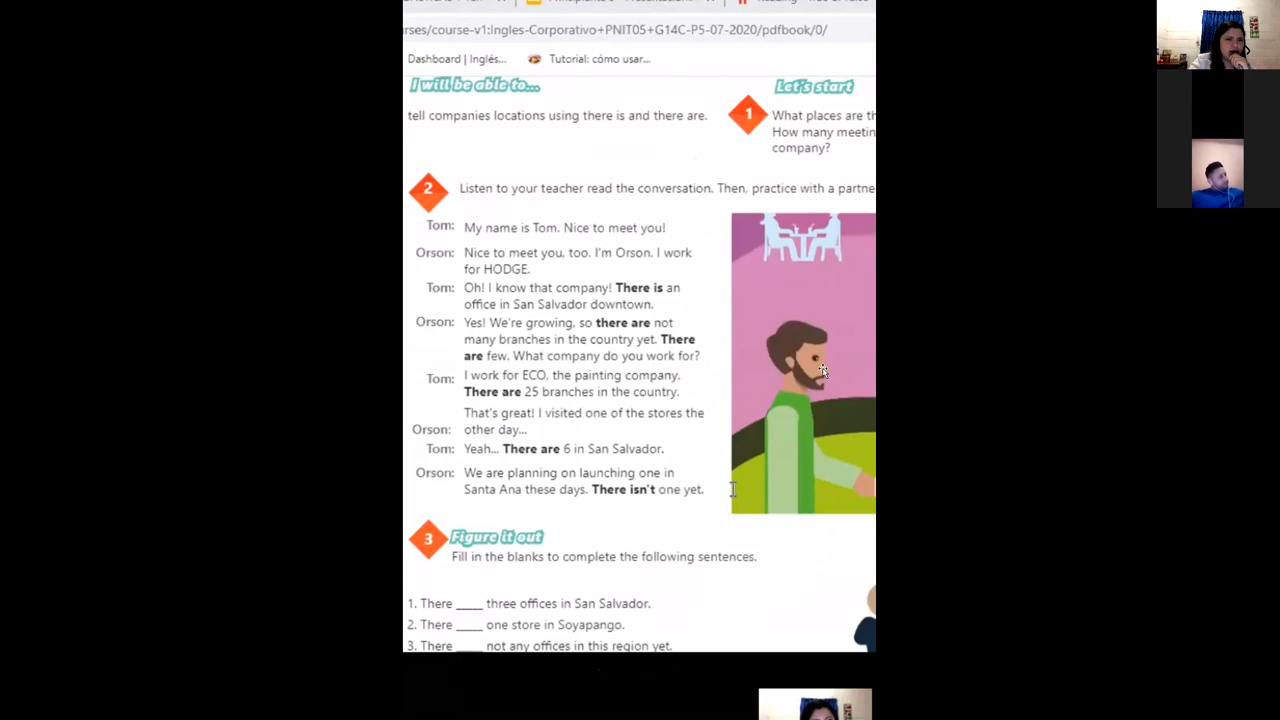 rses/course-v1:Ingles-Corporativo+PNIT05+G14C-P5-07-2020/pdfbook/0/
Dashboard | Inglés...
Tutorial: cómo usar...
I will be able to...
tell companies locations using there is and there are.
Let's start
1
What places are th
How many meetin
company?
2
Listen to your teacher read the conversation. Then, practice with a partne
Tom: My name is Tom. Nice to meet you!
Orson: Nice to meet you, too. I'm Orson. I work
for HODGE.
Tom: Oh! I know that company! There is an
office in San Salvador downtown.
Orson: Yes! We're growing, so there are not
many branches in the country yet. There
are few. What company do you work for?
Tom: I work for ECO, the painting company.
There are 25 branches in the country.
That's great! I visited one of the stores the
Orson: other day...
Tom: Yeah... There are 6 in San Salvador.
Orson: We are planning on launching one in
Santa Ana these days. There isn't one yet.
3
Figure it out
Fill in the blanks to complete the following sentences.
1. There ____ three offices in San Salvador.
2. There ____ one store in Soyapango.
3. There ____ not any offices in this region yet.